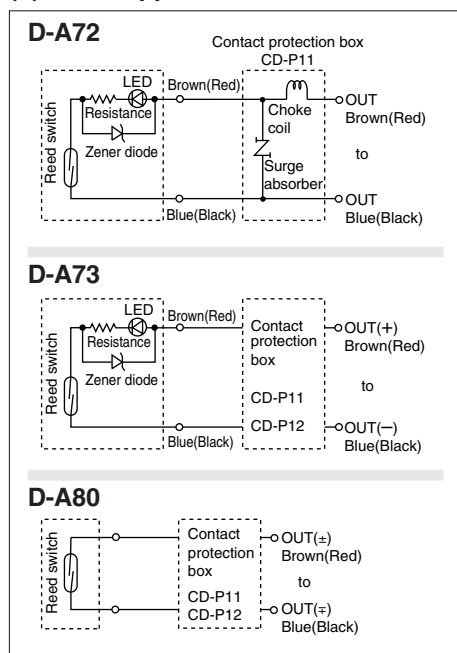 D-A72
Contact protection box
CD-P11
LED
Brown(Red)
OUT
Brown(Red)
Resistance
Choke
coil
Zener diode
to
Reed switch
Surge
absorber
OUT
Blue(Black)
Blue(Black)
D-A73
LED
Brown(Red)
OUT(+)
Brown(Red)
Resistance
Contact
protection
box
Zener diode
to
Reed switch
CD-P11
CD-P12
OUT(−)
Blue(Black)
Blue(Black)
D-A80
Reed switch
Contact
protection
box
CD-P11
CD-P12
OUT(±)
Brown(Red)
to
OUT(∓)
Blue(Black)